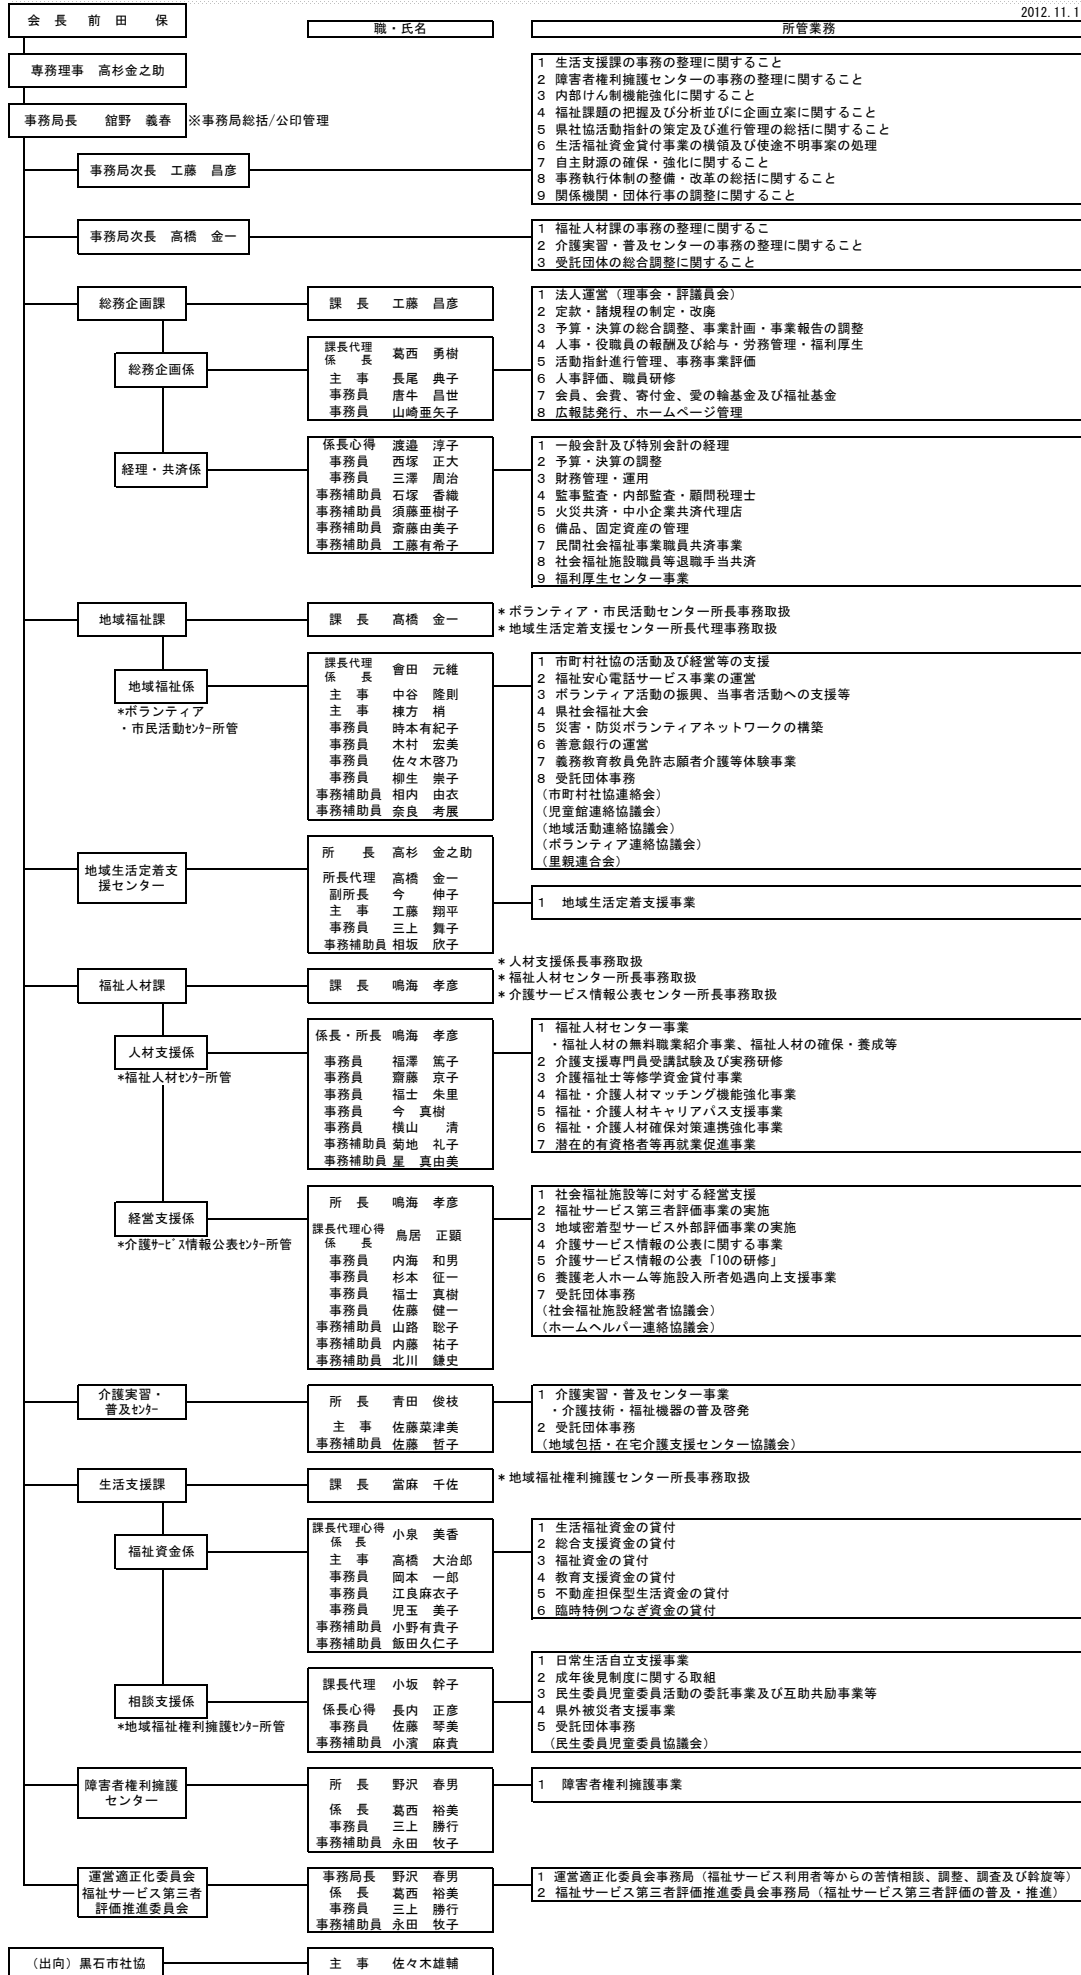 2012.11.1
会　長　前　田　　保
職・氏名
所管業務
専務理事　高杉金之助
事務局長　舘野　義春　※事務局総括/公印管理
事務局次長　工藤　昌彦
1 生活支援課の事務の整理に関すること
2 障害者権利擁護センターの事務の整理に関すること
3 内部けん制機能強化に関すること
4 福祉課題の把握及び分析並びに企画立案に関すること
5 県社協活動指針の策定及び進行管理の総括に関すること
6 生活福祉資金貸付事業の横領及び使途不明事案の処理
7 自主財源の確保・強化に関すること
8 事務執行体制の整備・改革の総括に関すること
9 関係機関・団体行事の調整に関すること
事務局次長　高橋　金一
1 福祉人材課の事務の整理に関するこ
2 介護実習・普及センターの事務の整理に関すること
3 受託団体の総合調整に関すること
総務企画課
課　長　工藤　昌彦
総務企画係
課長代理
係　　長　葛西　勇樹
主　事　長尾　典子
事務員　唐牛　昌世
事務員　山崎亜矢子
1 法人運営（理事会・評議員会）
2 定款・諸規程の制定・改廃
3 予算・決算の総合調整、事業計画・事業報告の調整
4 人事・役職員の報酬及び給与・労務管理・福利厚生
5 活動指針進行管理、事務事業評価
6 人事評価、職員研修
7 会員、会費、寄付金、愛の輪基金及び福祉基金
8 広報誌発行、ホームページ管理
経理・共済係
係長心得　渡邉　淳子
事務員　西塚　正大
事務員　三澤　周治
事務補助員　石塚　香織
事務補助員　須藤亜樹子
事務補助員　斎藤由美子
事務補助員　工藤有希子
1 一般会計及び特別会計の経理
2 予算・決算の調整
3 財務管理・運用
4 監事監査・内部監査・顧問税理士
5 火災共済・中小企業共済代理店
6 備品、固定資産の管理
7 民間社会福祉事業職員共済事業
8 社会福祉施設職員等退職手当共済
9 福利厚生センター事業
地域福祉課
課　長　高橋　金一
*ボランティア・市民活動センター所長事務取扱
*地域生活定着支援センター所長代理事務取扱
地域福祉係
*ボランティア
・市民活動ｾﾝﾀｰ所管
課長代理
係　　長　會田　元維
主　事　中谷　隆則
主　事　棟方　梢
事務員　時本有紀子
事務員　木村　宏美
事務員　佐々木啓乃
事務員　柳生　崇子
事務補助員　相内　由衣
事務補助員　奈良　考展
1 市町村社協の活動及び経営等の支援
2 福祉安心電話サービス事業の運営
3 ボランティア活動の振興、当事者活動への支援等
4 県社会福祉大会
5 災害・防災ボランティアネットワークの構築
6 善意銀行の運営
7 義務教育教員免許志願者介護等体験事業
8 受託団体事務
（市町村社協連絡会）
（児童館連絡協議会）
（地域活動連絡協議会）
（ボランティア連絡協議会）
（里親連合会）
地域生活定着支
援センター
所　　長　高杉　金之助
所長代理　高橋　金一
副所長　今　　伸子
主　事　工藤　翔平
事務員　三上　舞子
事務補助員　相坂　欣子
1　地域生活定着支援事業
福祉人材課
課　長　鳴海　孝彦
*人材支援係長事務取扱
*福祉人材センター所長事務取扱
*介護サービス情報公表センター所長事務取扱
人材支援係
*福祉人材ｾﾝﾀｰ所管
係長・所長　鳴海　孝彦
事務員　福澤　篤子
事務員　齋藤　京子
事務員　福士　朱里
事務員　今　真樹
事務員　横山　　清
事務補助員　菊地　礼子
事務補助員　星　真由美
1 福祉人材センター事業
・福祉人材の無料職業紹介事業、福祉人材の確保・養成等
2 介護支援専門員受講試験及び実務研修
3 介護福祉士等修学資金貸付事業
4 福祉・介護人材マッチング機能強化事業
5 福祉・介護人材キャリアパス支援事業
6 福祉・介護人材確保対策連携強化事業
7 潜在的有資格者等再就業促進事業
経営支援係
*介護ｻｰﾋﾞｽ情報公表ｾﾝﾀｰ所管
所　長　鳴海　孝彦
課長代理心得
係　　長　鳥居　正顕
事務員　内海　和男
事務員　杉本　征一
事務員　福士　真樹
事務員　佐藤　健一
事務補助員　山路　聡子
事務補助員　内藤　祐子
事務補助員　北川　鎌史
1 社会福祉施設等に対する経営支援
2 福祉サービス第三者評価事業の実施
3 地域密着型サービス外部評価事業の実施
4 介護サービス情報の公表に関する事業
5 介護サービス情報の公表「10の研修」
6 養護老人ホーム等施設入所者処遇向上支援事業
7 受託団体事務
（社会福祉施設経営者協議会）
（ホームヘルパー連絡協議会）
介護実習・
普及ｾﾝﾀｰ
所　長　青田　俊枝
主　事　佐藤菜津美
事務補助員　佐藤　哲子
1 介護実習・普及センター事業
・介護技術・福祉機器の普及啓発
2 受託団体事務
（地域包括・在宅介護支援センター協議会）
生活支援課
課　長　當麻　千佐
*地域福祉権利擁護センター所長事務取扱
福祉資金係
課長代理心得
係　長　小泉　美香
主　事　高橋　大治郎
事務員　岡本　一郎
事務員　江良麻衣子
事務員　児玉　美子
事務補助員　小野有貴子
事務補助員　飯田久仁子
1 生活福祉資金の貸付
2 総合支援資金の貸付
3 福祉資金の貸付
4 教育支援資金の貸付
5 不動産担保型生活資金の貸付
6 臨時特例つなぎ資金の貸付
相談支援係
*地域福祉権利擁護ｾﾝﾀｰ所管
課長代理　小坂　幹子
係長心得　長内　正彦
事務員　佐藤　琴美
事務補助員　小濱　麻貴
1 日常生活自立支援事業
2 成年後見制度に関する取組
3 民生委員児童委員活動の委託事業及び互助共励事業等
4 県外被災者支援事業
5 受託団体事務
（民生委員児童委員協議会）
障害者権利擁護
センター
所　長　野沢　春男
係　長　葛西　裕美
事務員　三上　勝行
事務補助員　永田　牧子
1　障害者権利擁護事業
運営適正化委員会
福祉サービス第三者
評価推進委員会
事務局長　野沢　春男
係　長　葛西　裕美
事務員　三上　勝行
事務補助員　永田　牧子
1 運営適正化委員会事務局（福祉サービス利用者等からの苦情相談、調整、調査及び斡旋等）
2 福祉サービス第三者評価推進委員会事務局（福祉サービス第三者評価の普及・推進）
（出向）黒石市社協
主　事　佐々木雄輔